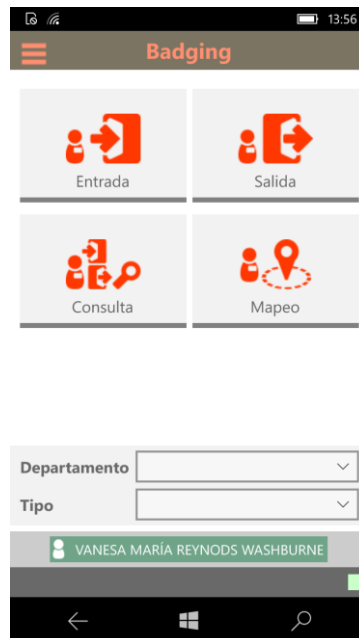 13:56
Badging
Entrada
Salida
Consulta
Mapeo
Departamento
Tipo
VANESA MARÍA REYNODS WASHBURNE